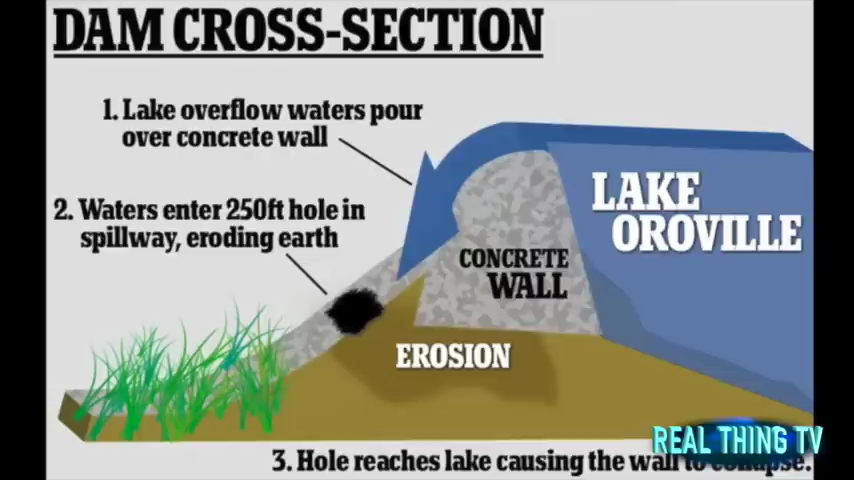 DAM CROSS-SECTION
1. Lake overflow waters pour
over concrete wall
2. Waters enter 250ft hole in
spillway, eroding earth
LAKE
OROVILLE
CONCRETE
WALL
EROSION
REAL THING TV
3. Hole reaches lake causing the wall to collapse.